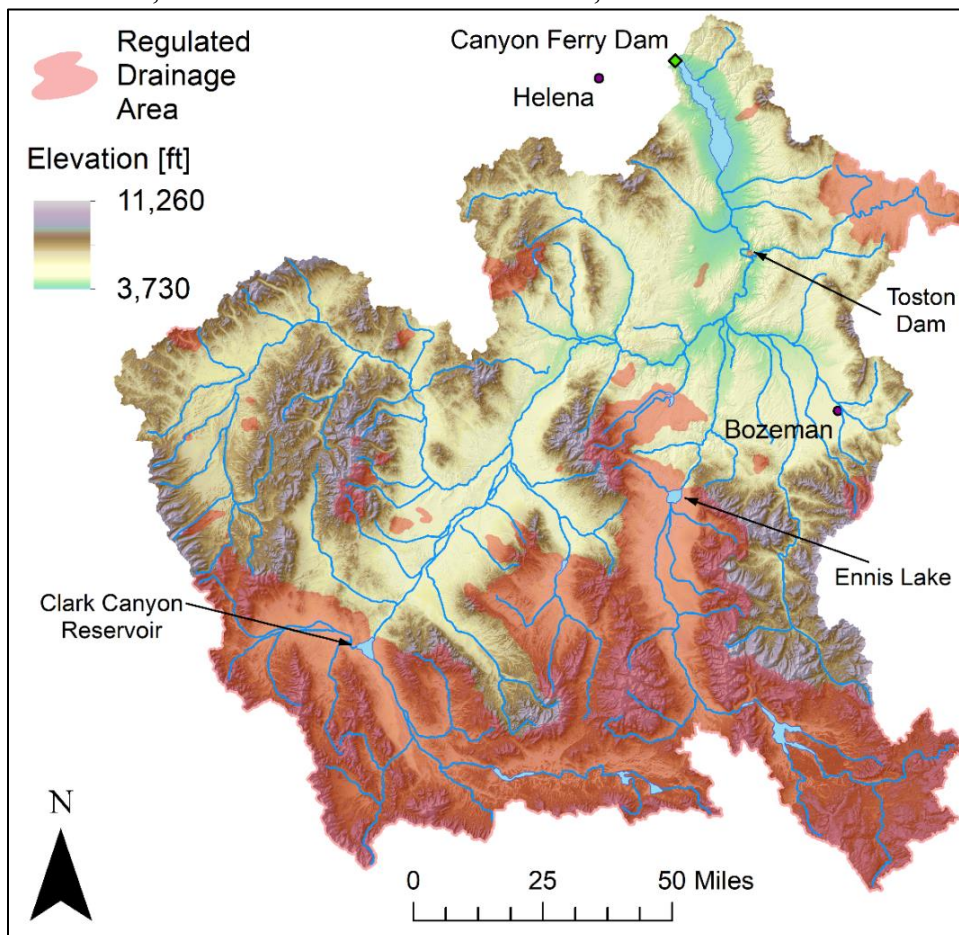 Regulated
Drainage
Area
Elevation [ft]
11,260
3,730
Canyon Ferry Dam
Helena
Toston
Dam
Bozeman
Ennis Lake
Clark Canyon
Reservoir
N
0 25 50 Miles